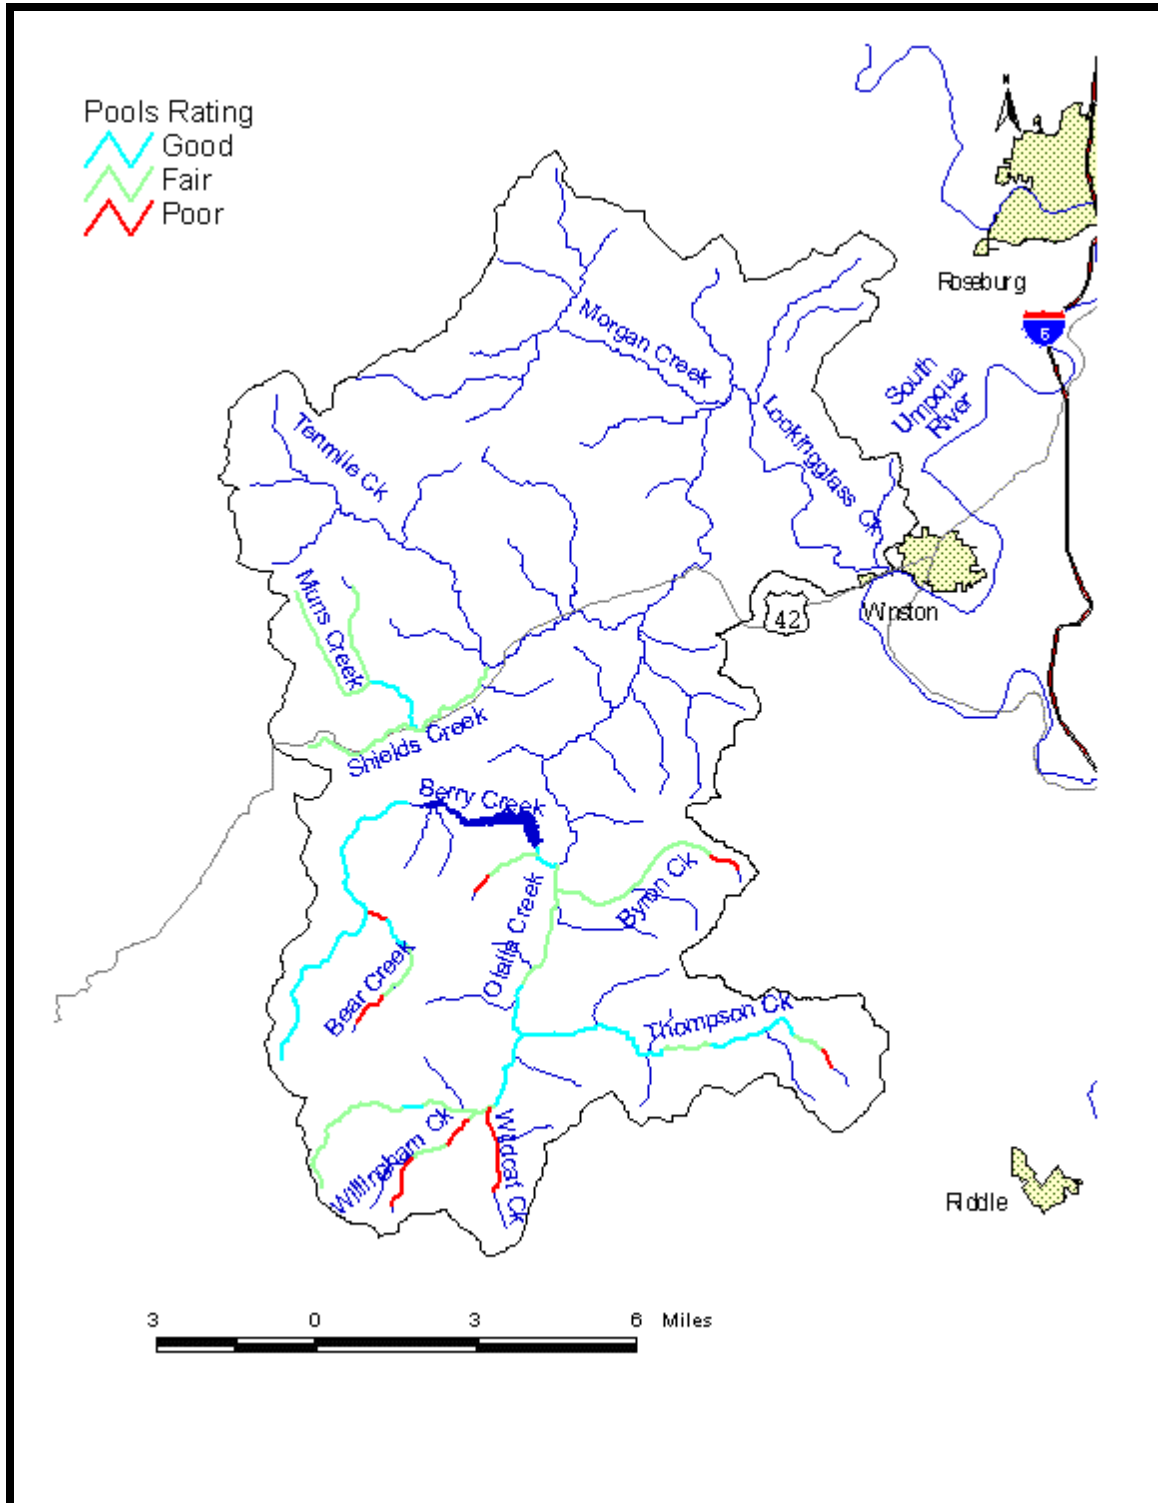 Pools Rating
Good
Fair
Poor
N
Roseburg
5
Morgan Creek
South
Umpqua
River
Lookingglass Ck
Tenmile Ck
Muns Creek
42
Winston
Shields Creek
Berry Creek
Byron Ck
Olalla Creek
Bear Creek
Thompson Ck
Willingham Ck
Wildcat Ck
Riddle
3 0 3 6 Miles